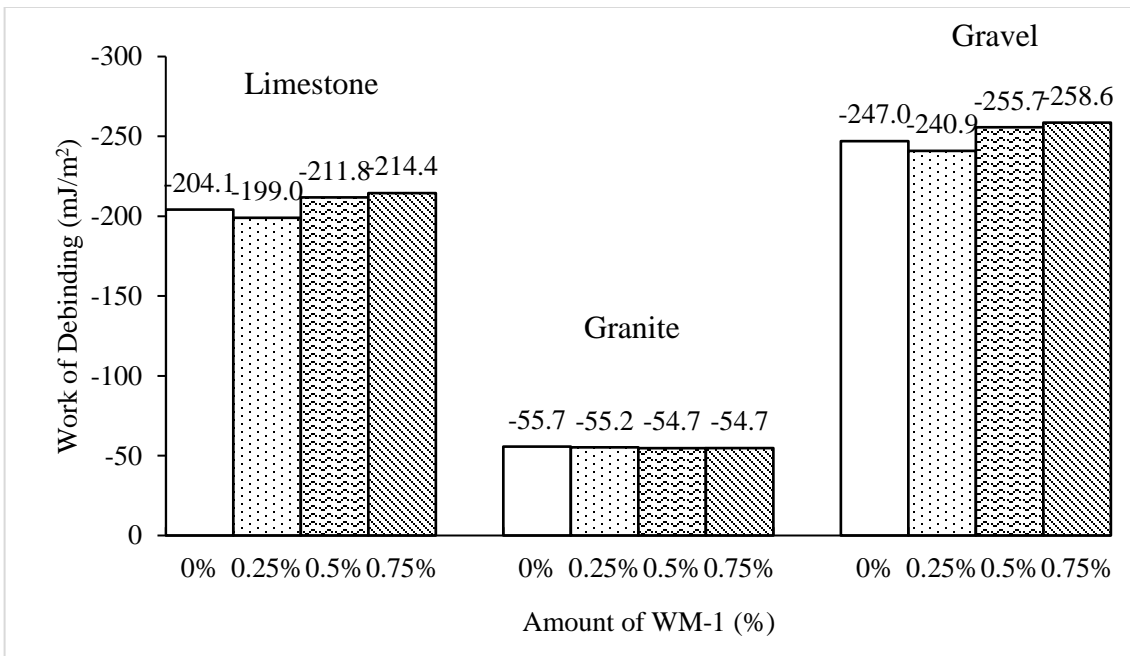 Work of Debinding (mJ/m²)
-300
-250
-200
-150
-100
-50
0
Limestone
-204.1
-199.0
-211.8
-214.4
Granite
-55.7
-55.2
-54.7
-54.7
Gravel
-247.0
-240.9
-255.7
-258.6
0% 0.25% 0.5% 0.75%
0% 0.25% 0.5% 0.75%
0% 0.25% 0.5% 0.75%
Amount of WM-1 (%)